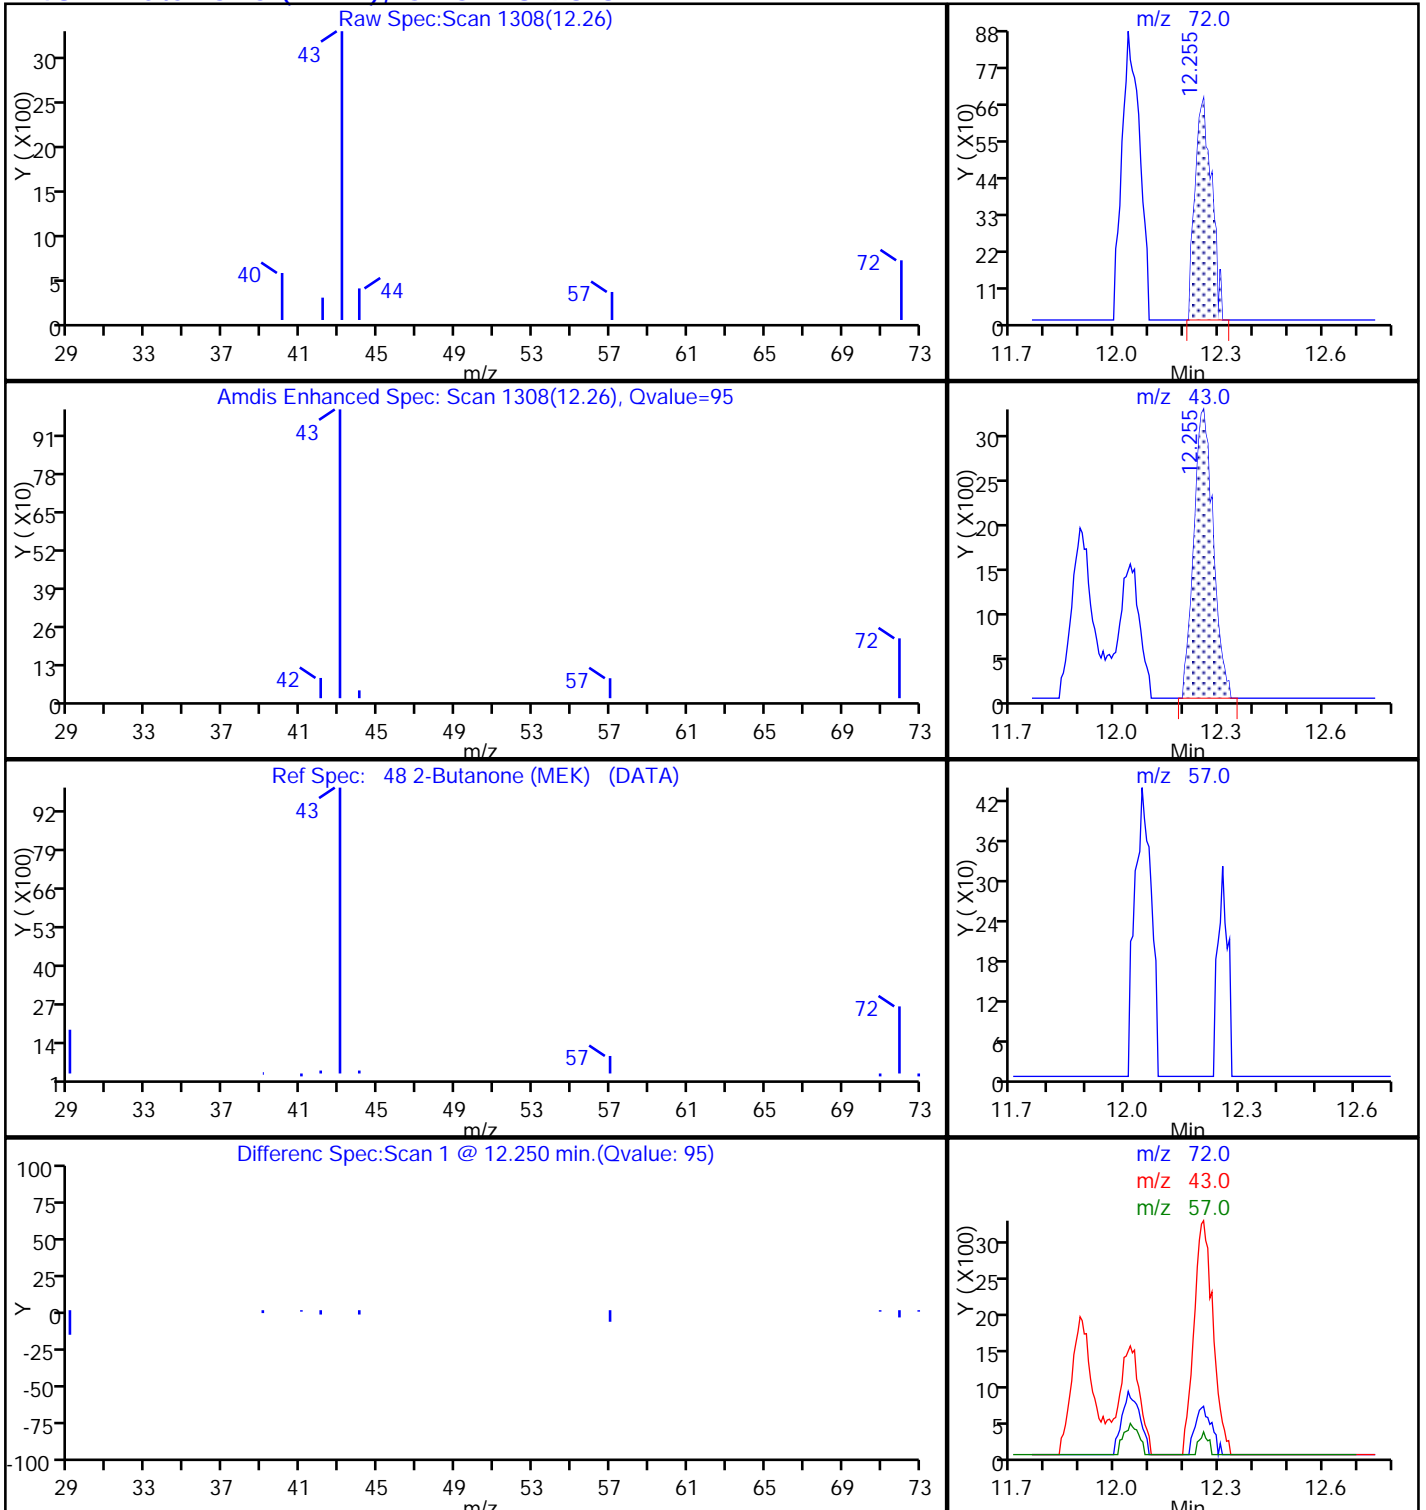 Raw Spec:Scan 1308(12.26)
Y ( X100)
30
25
20
15
10
5
0
43
40
44
57
72
29 33 37 41 45 49 53 57 61 65 69 73
m/z
m/z 72.0
Y ( X10)
88
77
66
55
44
33
22
11
0
12.255
11.7 12.0 12.3 12.6
Min
Amdis Enhanced Spec: Scan 1308(12.26), Qvalue=95
Y ( X10)
91
78
65
52
39
26
13
0
43
42
57
72
29 33 37 41 45 49 53 57 61 65 69 73
m/z
m/z 43.0
Y ( X100)
30
25
20
15
10
5
0
12.255
11.7 12.0 12.3 12.6
Min
Ref Spec: 48 2-Butanone (MEK) (DATA)
Y ( X100)
92
79
66
53
40
27
14
1
43
57
72
29 33 37 41 45 49 53 57 61 65 69 73
m/z
m/z 57.0
Y ( X10)
42
36
30
24
18
12
6
0
11.7 12.0 12.3 12.6
Min
Differenc Spec:Scan 1 @ 12.250 min.(Qvalue: 95)
Y
100
75
50
25
0
-25
-50
-75
-100
29 33 37 41 45 49 53 57 61 65 69 73
m/z
m/z 72.0
m/z 43.0
m/z 57.0
Y ( X100)
30
25
20
15
10
5
0
11.7 12.0 12.3 12.6
Min